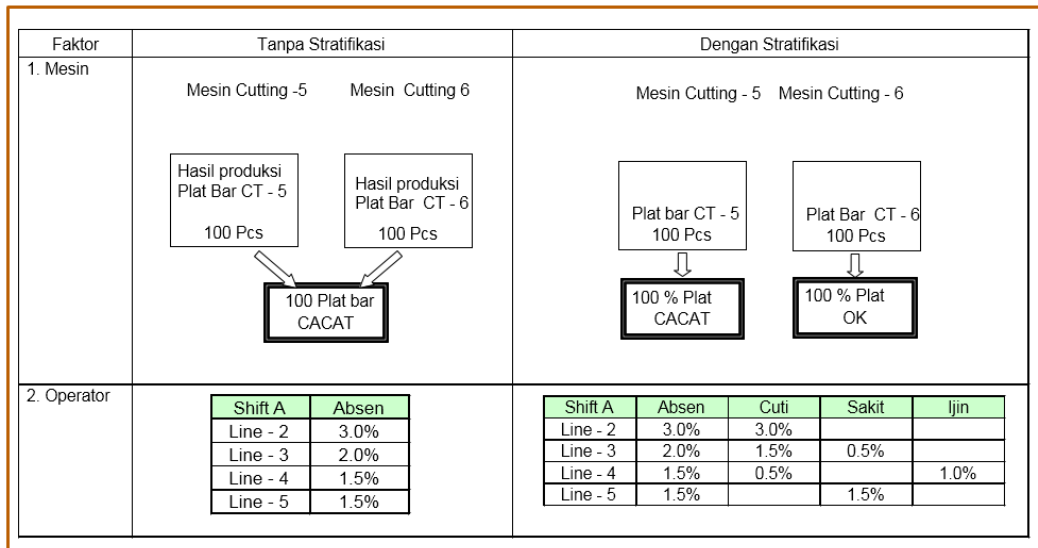 Faktor Tanpa Stratifikasi Dengan Stratifikasi
1. Mesin
Mesin Cutting -5 Mesin Cutting 6
Hasil produksi
Plat Bar CT - 5
100 Pcs
Hasil produksi
Plat Bar CT - 6
100 Pcs
100 Plat bar
CACAT
Mesin Cutting - 5 Mesin Cutting - 6
Plat bar CT - 5
100 Pcs
Plat Bar CT - 6
100 Pcs
100 % Plat
CACAT
100 % Plat
OK
2. Operator
Shift A Absen
Line - 2 3.0%
Line - 3 2.0%
Line - 4 1.5%
Line - 5 1.5%
Shift A Absen Cuti Sakit Ijin
Line - 2 3.0% 3.0%
Line - 3 2.0% 1.5% 0.5%
Line - 4 1.5% 0.5% 1.0%
Line - 5 1.5% 1.5%